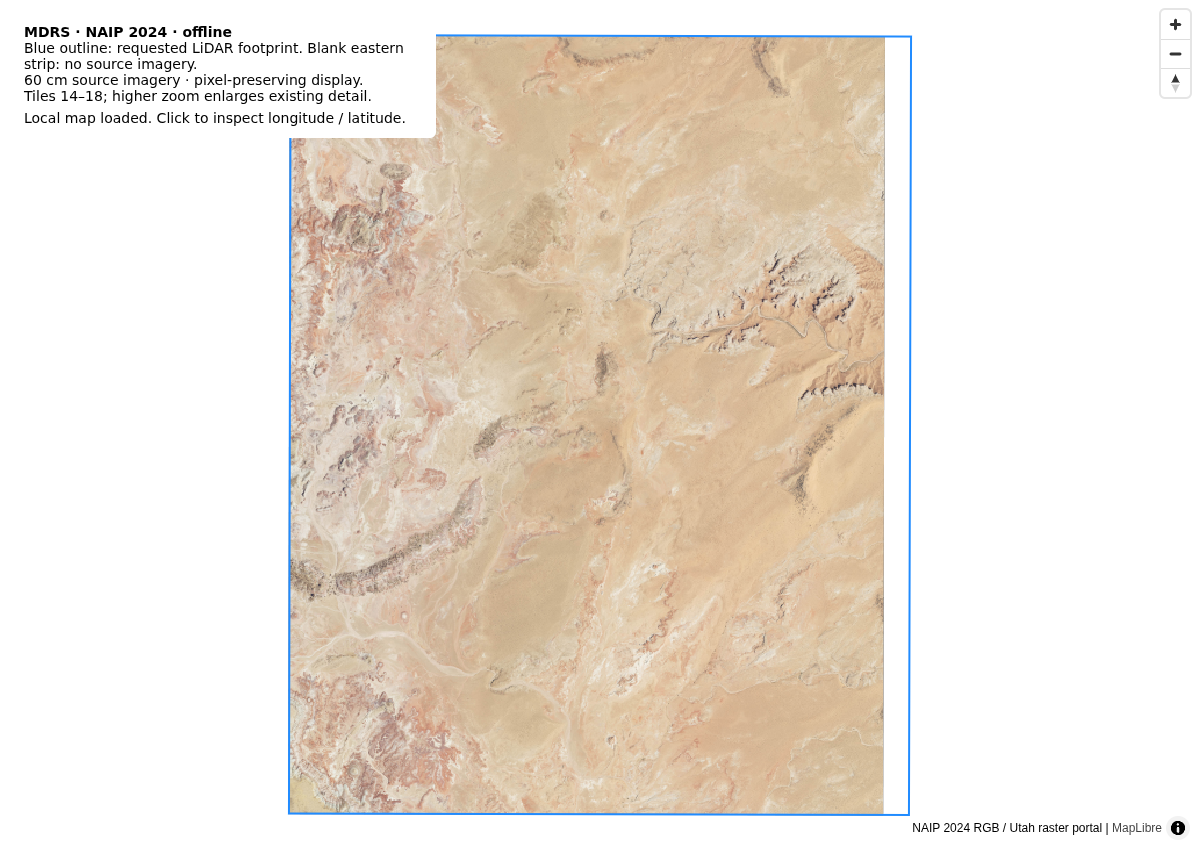 MDRS · NAIP 2024 · offline
Blue outline: requested LiDAR footprint. Blank eastern
strip: no source imagery.
60 cm source imagery · pixel-preserving display.
Tiles 14–18; higher zoom enlarges existing detail.
Local map loaded. Click to inspect longitude / latitude.
NAIP 2024 RGB / Utah raster portal | MapLibre